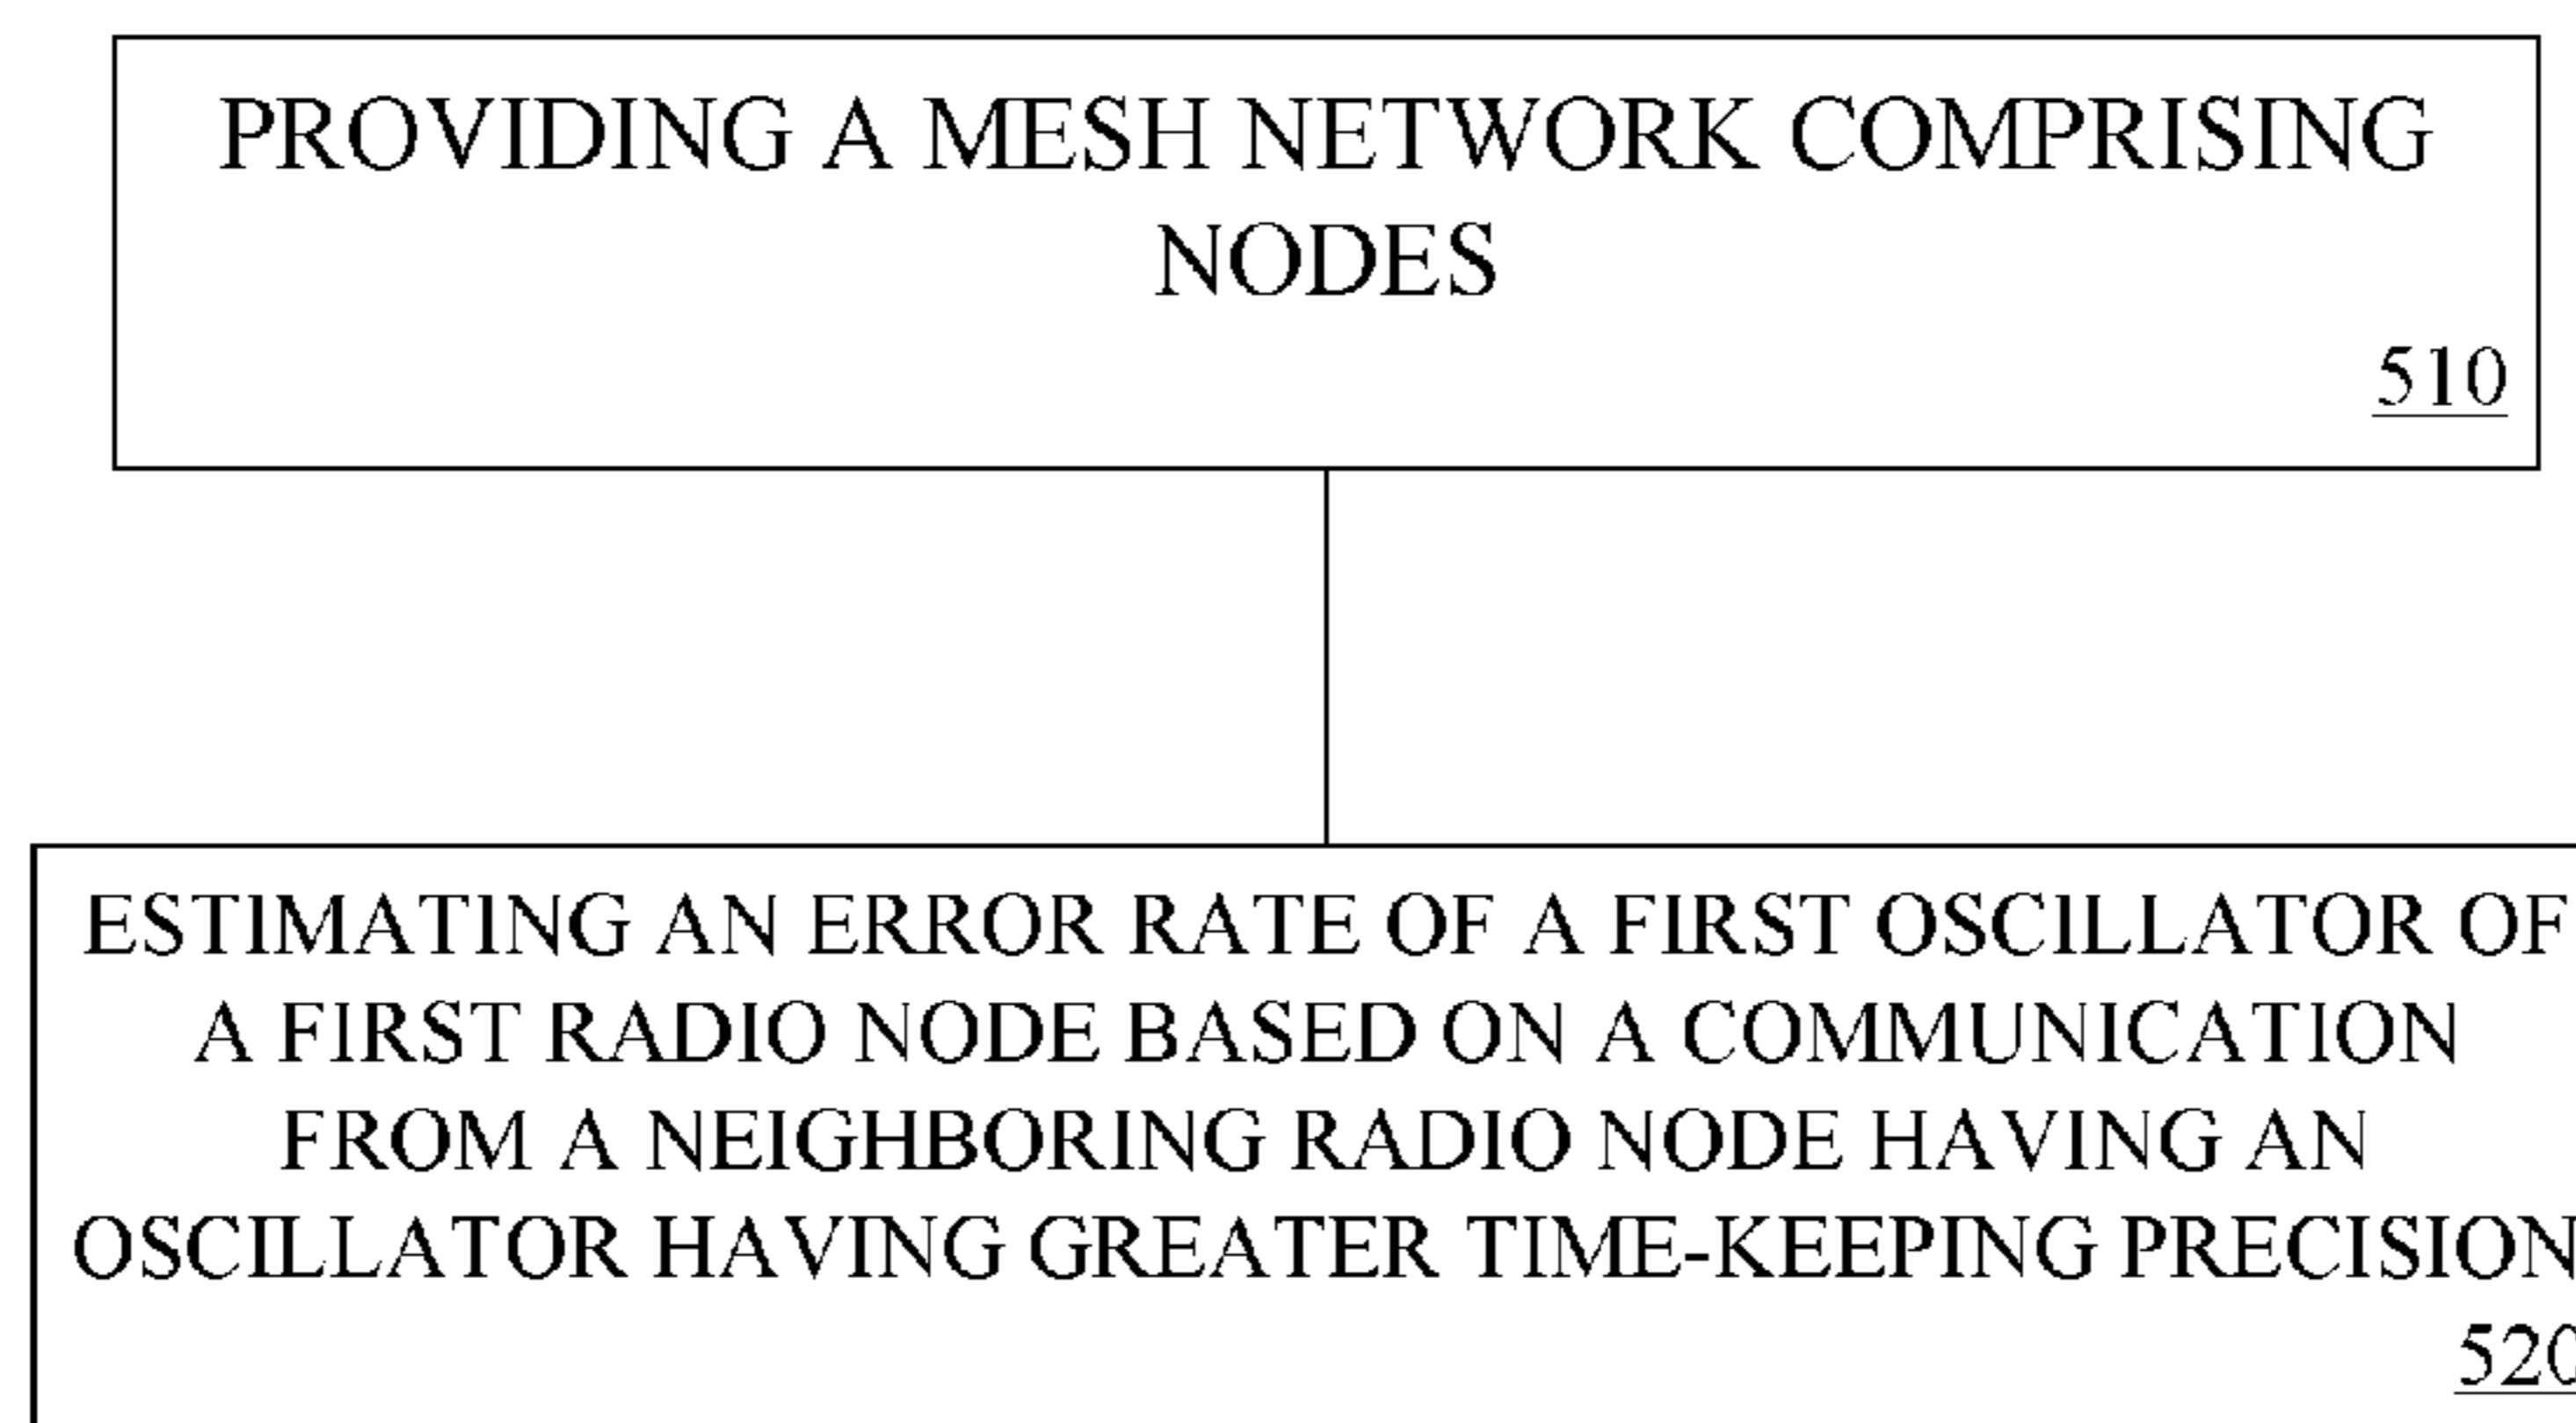 PROVIDING A MESH NETWORK COMPRISING
NODES
510
ESTIMATING AN ERROR RATE OF A FIRST OSCILLATOR OF
A FIRST RADIO NODE BASED ON A COMMUNICATION
FROM A NEIGHBORING RADIO NODE HAVING AN
OSCILLATOR HAVING GREATER TIME-KEEPING PRECISION
520